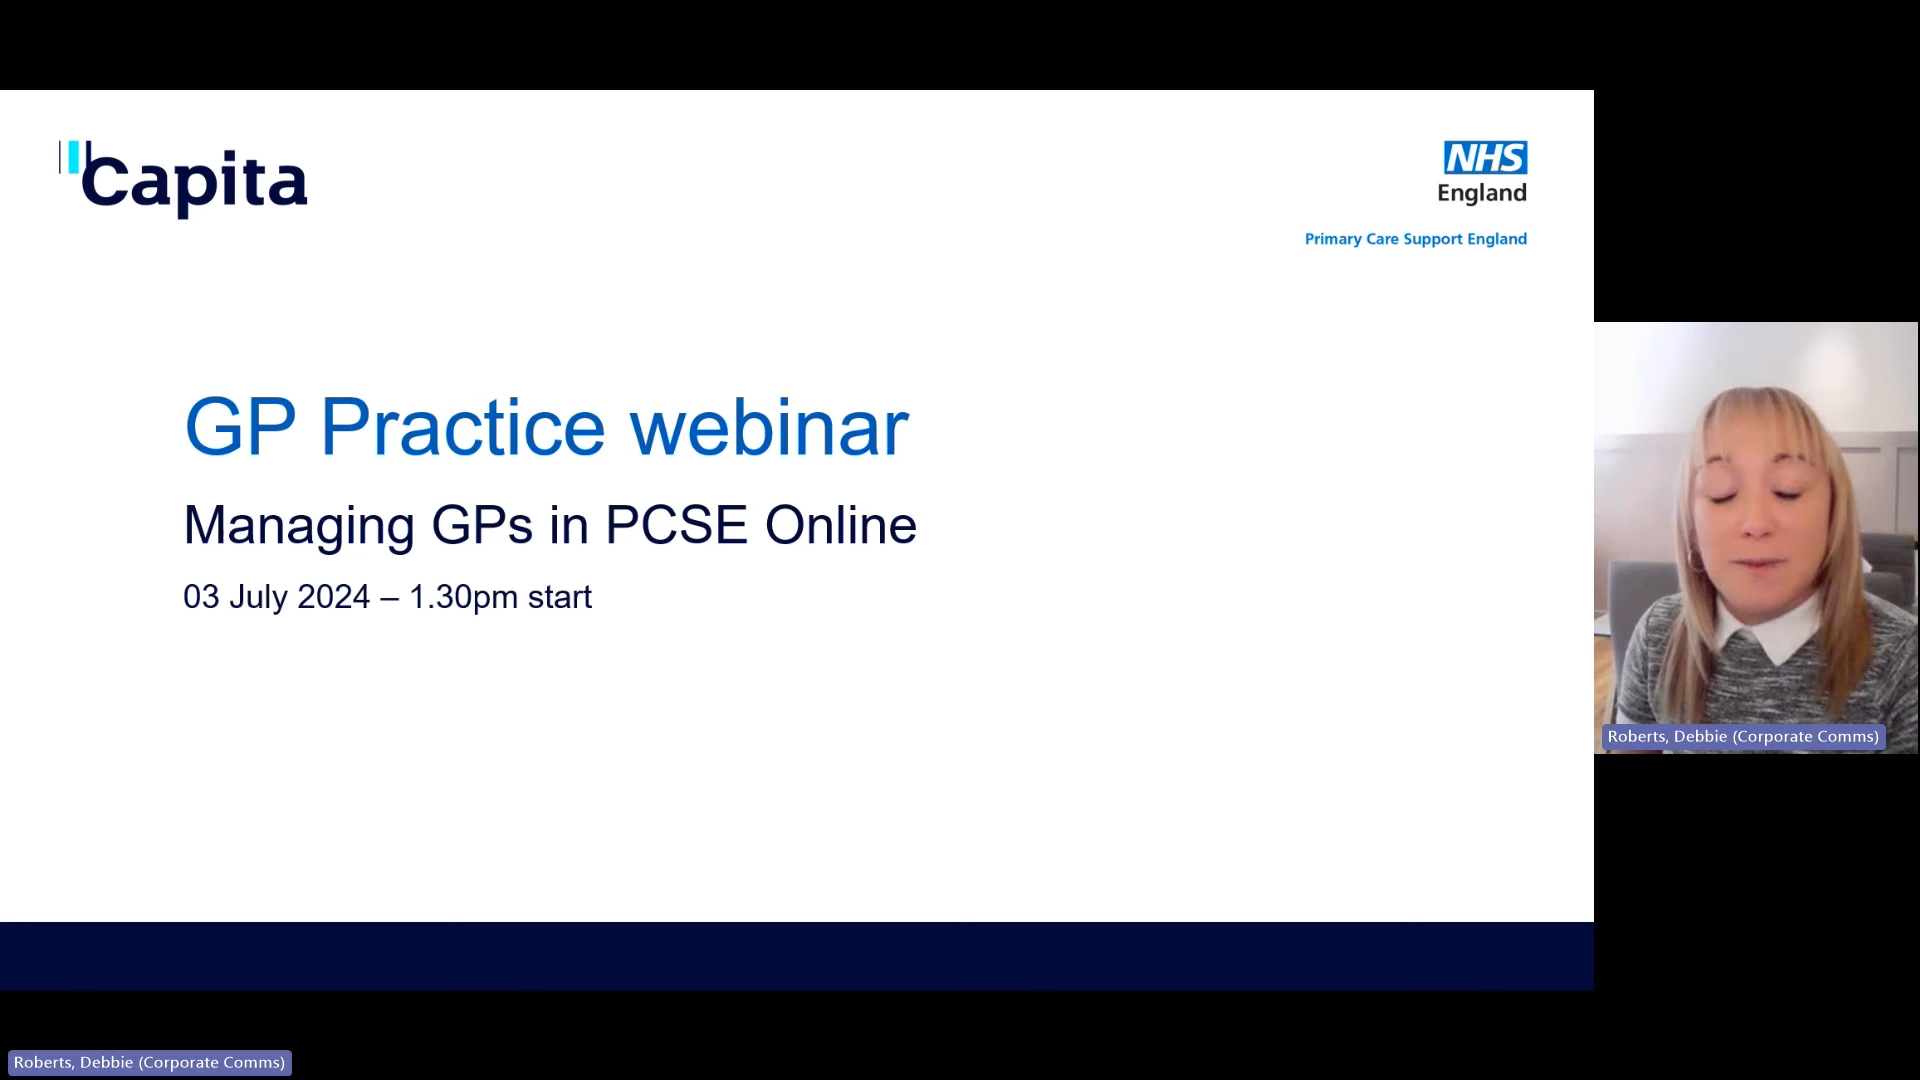 Capita
NHS
England
Primary Care Support England
GP Practice webinar
Managing GPs in PCSE Online
03 July 2024 – 1.30pm start
Roberts, Debbie (Corporate Comms)
Roberts, Debbie (Corporate Comms)